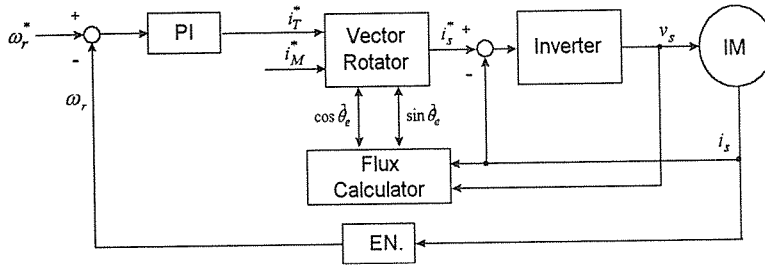 ω_r^* + - PI i_T^* i_M^* Vector Rotator i_s^* + - Inverter v_s IM
ω_r
cos θ̂_e sin θ̂_e
Flux Calculator
i_s
EN.